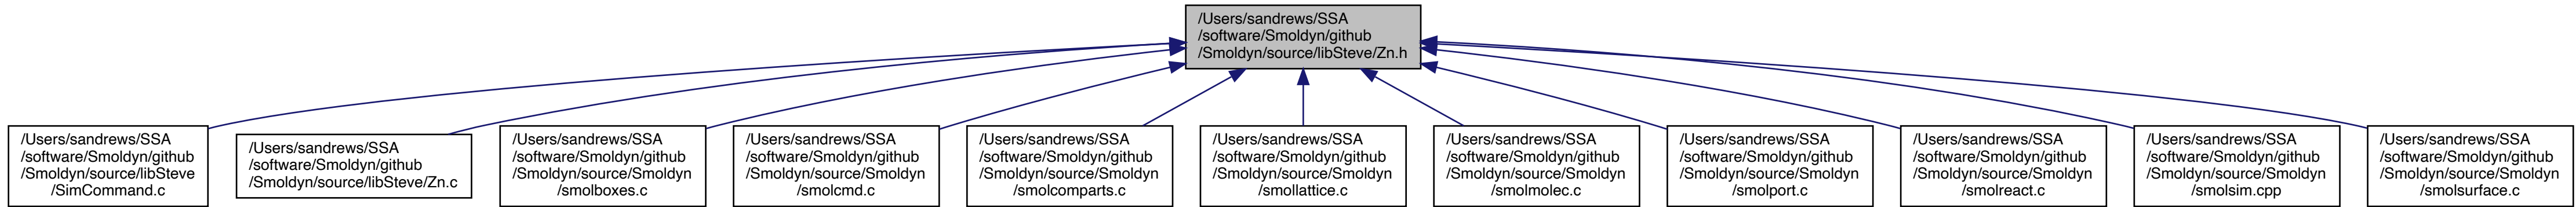 /Users/sandrews/SSA
/software/Smoldyn/github
/Smoldyn/source/libSteve/Zn.h
/Users/sandrews/SSA
/software/Smoldyn/github
/Smoldyn/source/libSteve
/SimCommand.c
/Users/sandrews/SSA
/software/Smoldyn/github
/Smoldyn/source/libSteve/Zn.c
/Users/sandrews/SSA
/software/Smoldyn/github
/Smoldyn/source/Smoldyn
/smolboxes.c
/Users/sandrews/SSA
/software/Smoldyn/github
/Smoldyn/source/Smoldyn
/smolcmd.c
/Users/sandrews/SSA
/software/Smoldyn/github
/Smoldyn/source/Smoldyn
/smolcomparts.c
/Users/sandrews/SSA
/software/Smoldyn/github
/Smoldyn/source/Smoldyn
/smollattice.c
/Users/sandrews/SSA
/software/Smoldyn/github
/Smoldyn/source/Smoldyn
/smolmolec.c
/Users/sandrews/SSA
/software/Smoldyn/github
/Smoldyn/source/Smoldyn
/smolport.c
/Users/sandrews/SSA
/software/Smoldyn/github
/Smoldyn/source/Smoldyn
/smolreact.c
/Users/sandrews/SSA
/software/Smoldyn/github
/Smoldyn/source/Smoldyn
/smolsim.cpp
/Users/sandrews/SSA
/software/Smoldyn/github
/Smoldyn/source/Smoldyn
/smolsurface.c